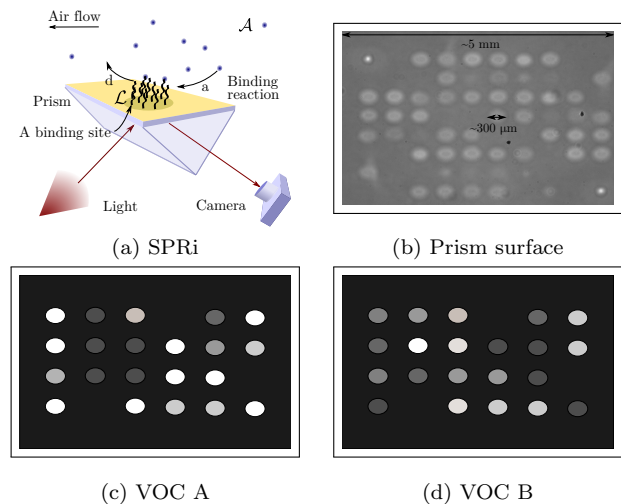 Air flow
𝒜
d
a
Binding
reaction
ℒ
Prism
A binding site
Light
Camera
(a) SPRi
~5 mm
~300 μm
(b) Prism surface
(c) VOC A
(d) VOC B